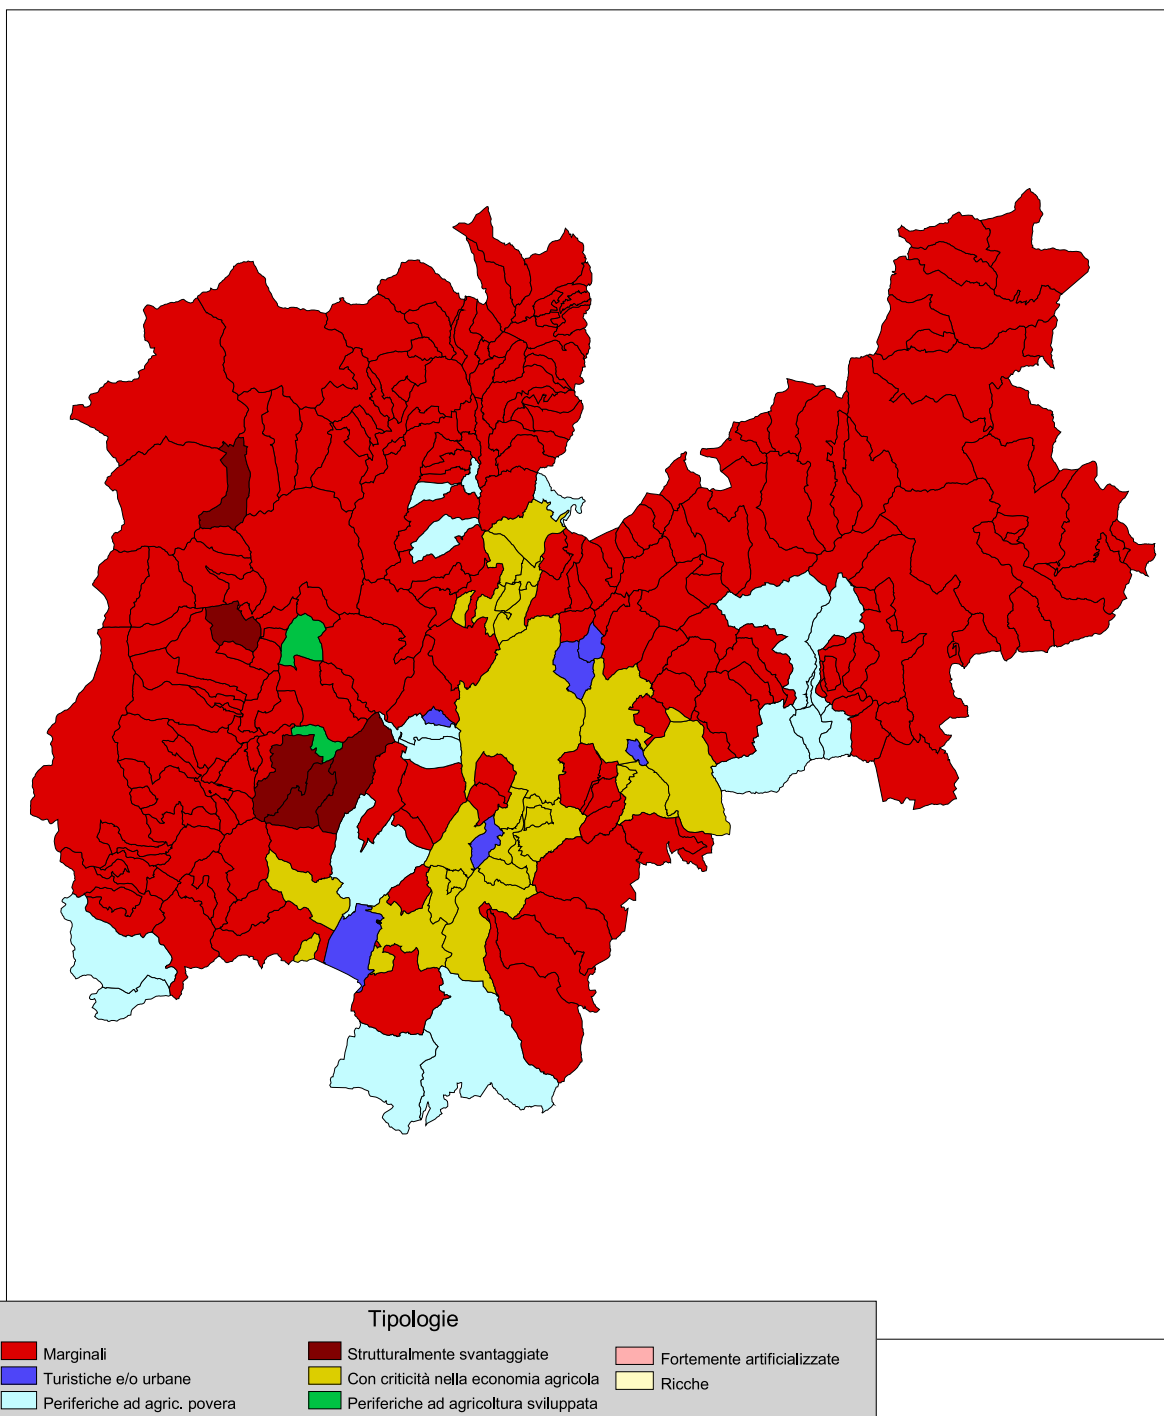 Tipologie
Marginali
Turistiche e/o urbane
Periferiche ad agric. povera
Strutturalmente svantaggiate
Con criticità nella economia agricola
Periferiche ad agricoltura sviluppata
Fortemente artificializzate
Ricche